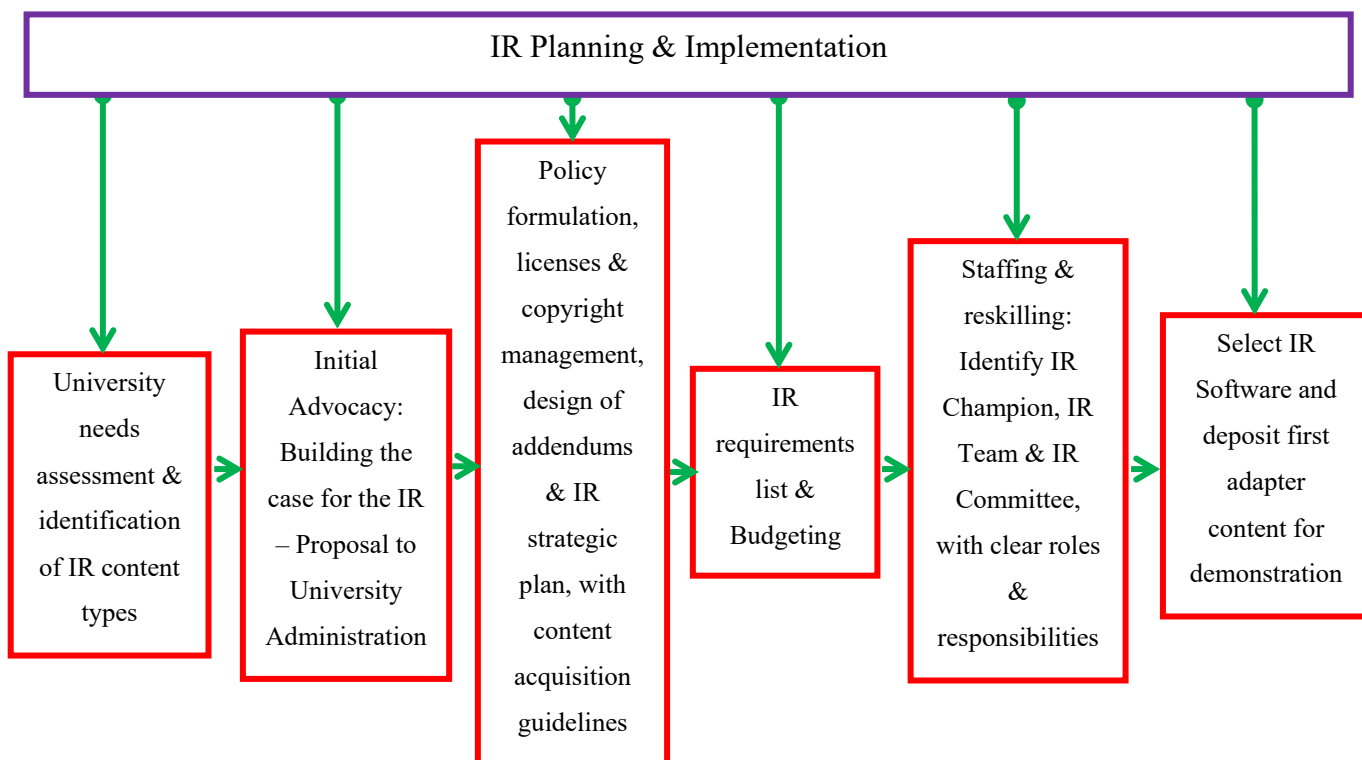 IR Planning & Implementation
University
needs
assessment &
identification
of IR content
types
Initial
Advocacy:
Building the
case for the IR
– Proposal to
University
Administration
Policy
formulation,
licenses &
copyright
management,
design of
addendums
& IR
strategic
plan, with
content
acquisition
guidelines
IR
requirements
list &
Budgeting
Staffing &
reskilling:
Identify IR
Champion, IR
Team & IR
Committee,
with clear roles
&
responsibilities
Select IR
Software and
deposit first
adapter
content for
demonstration